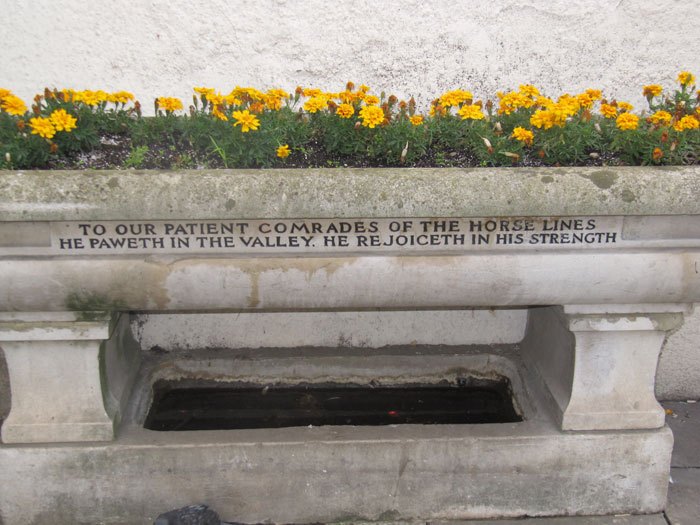 TO OUR PATIENT COMRADES OF THE HORSE LINES
HE PAWETH IN THE VALLEY. HE REJOICETH IN HIS STRENGTH